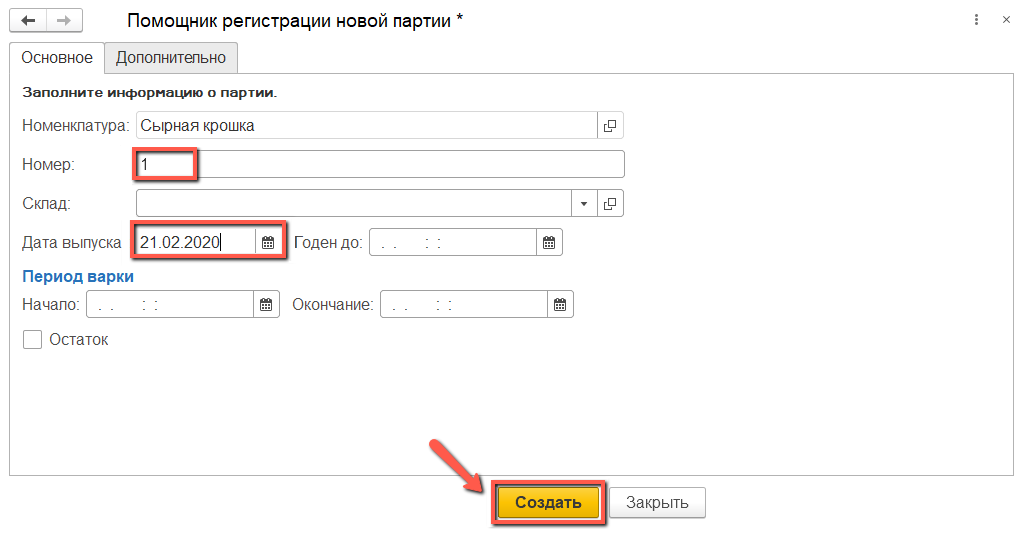 Помощник регистрации новой партии *
Основное Дополнительно
Заполните информацию о партии.
Номенклатура: Сырная крошка
Номер: 1
Склад:
Дата выпуска 21.02.2020 Годен до: . . : :
Период варки
Начало: . . : : Окончание: . . : :
Остаток
Создать Закрыть